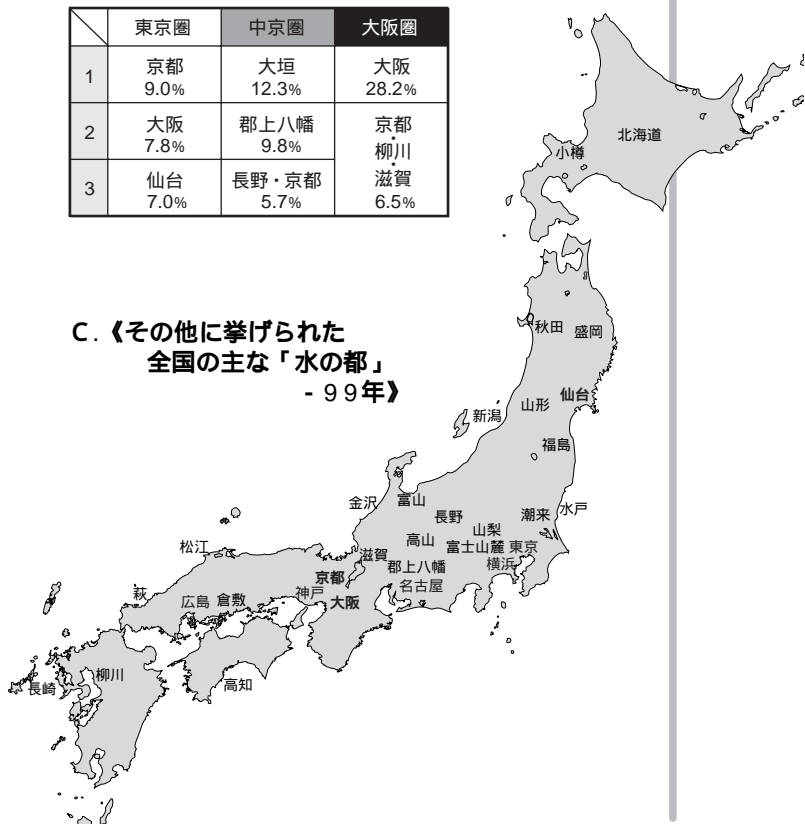 東京圏 中京圏 大阪圏
1
京都 大垣 大阪
9.0% 12.3% 28.2%
2
大阪 郡上八幡 京都・柳川・滋賀
7.8% 9.8% 6.5%
3
仙台 長野・京都
7.0% 5.7%
C.《その他に挙げられた
全国の主な「水の都」
- 99年》
北海道
小樽
秋田
盛岡
山形
仙台
新潟
福島
金沢
富山
長野
潮来
水戸
山梨
高山
富士山麓
東京
松江
滋賀
郡上八幡
横浜
京都
名古屋
萩
広島
倉敷
神戸
大阪
柳川
長崎
高知